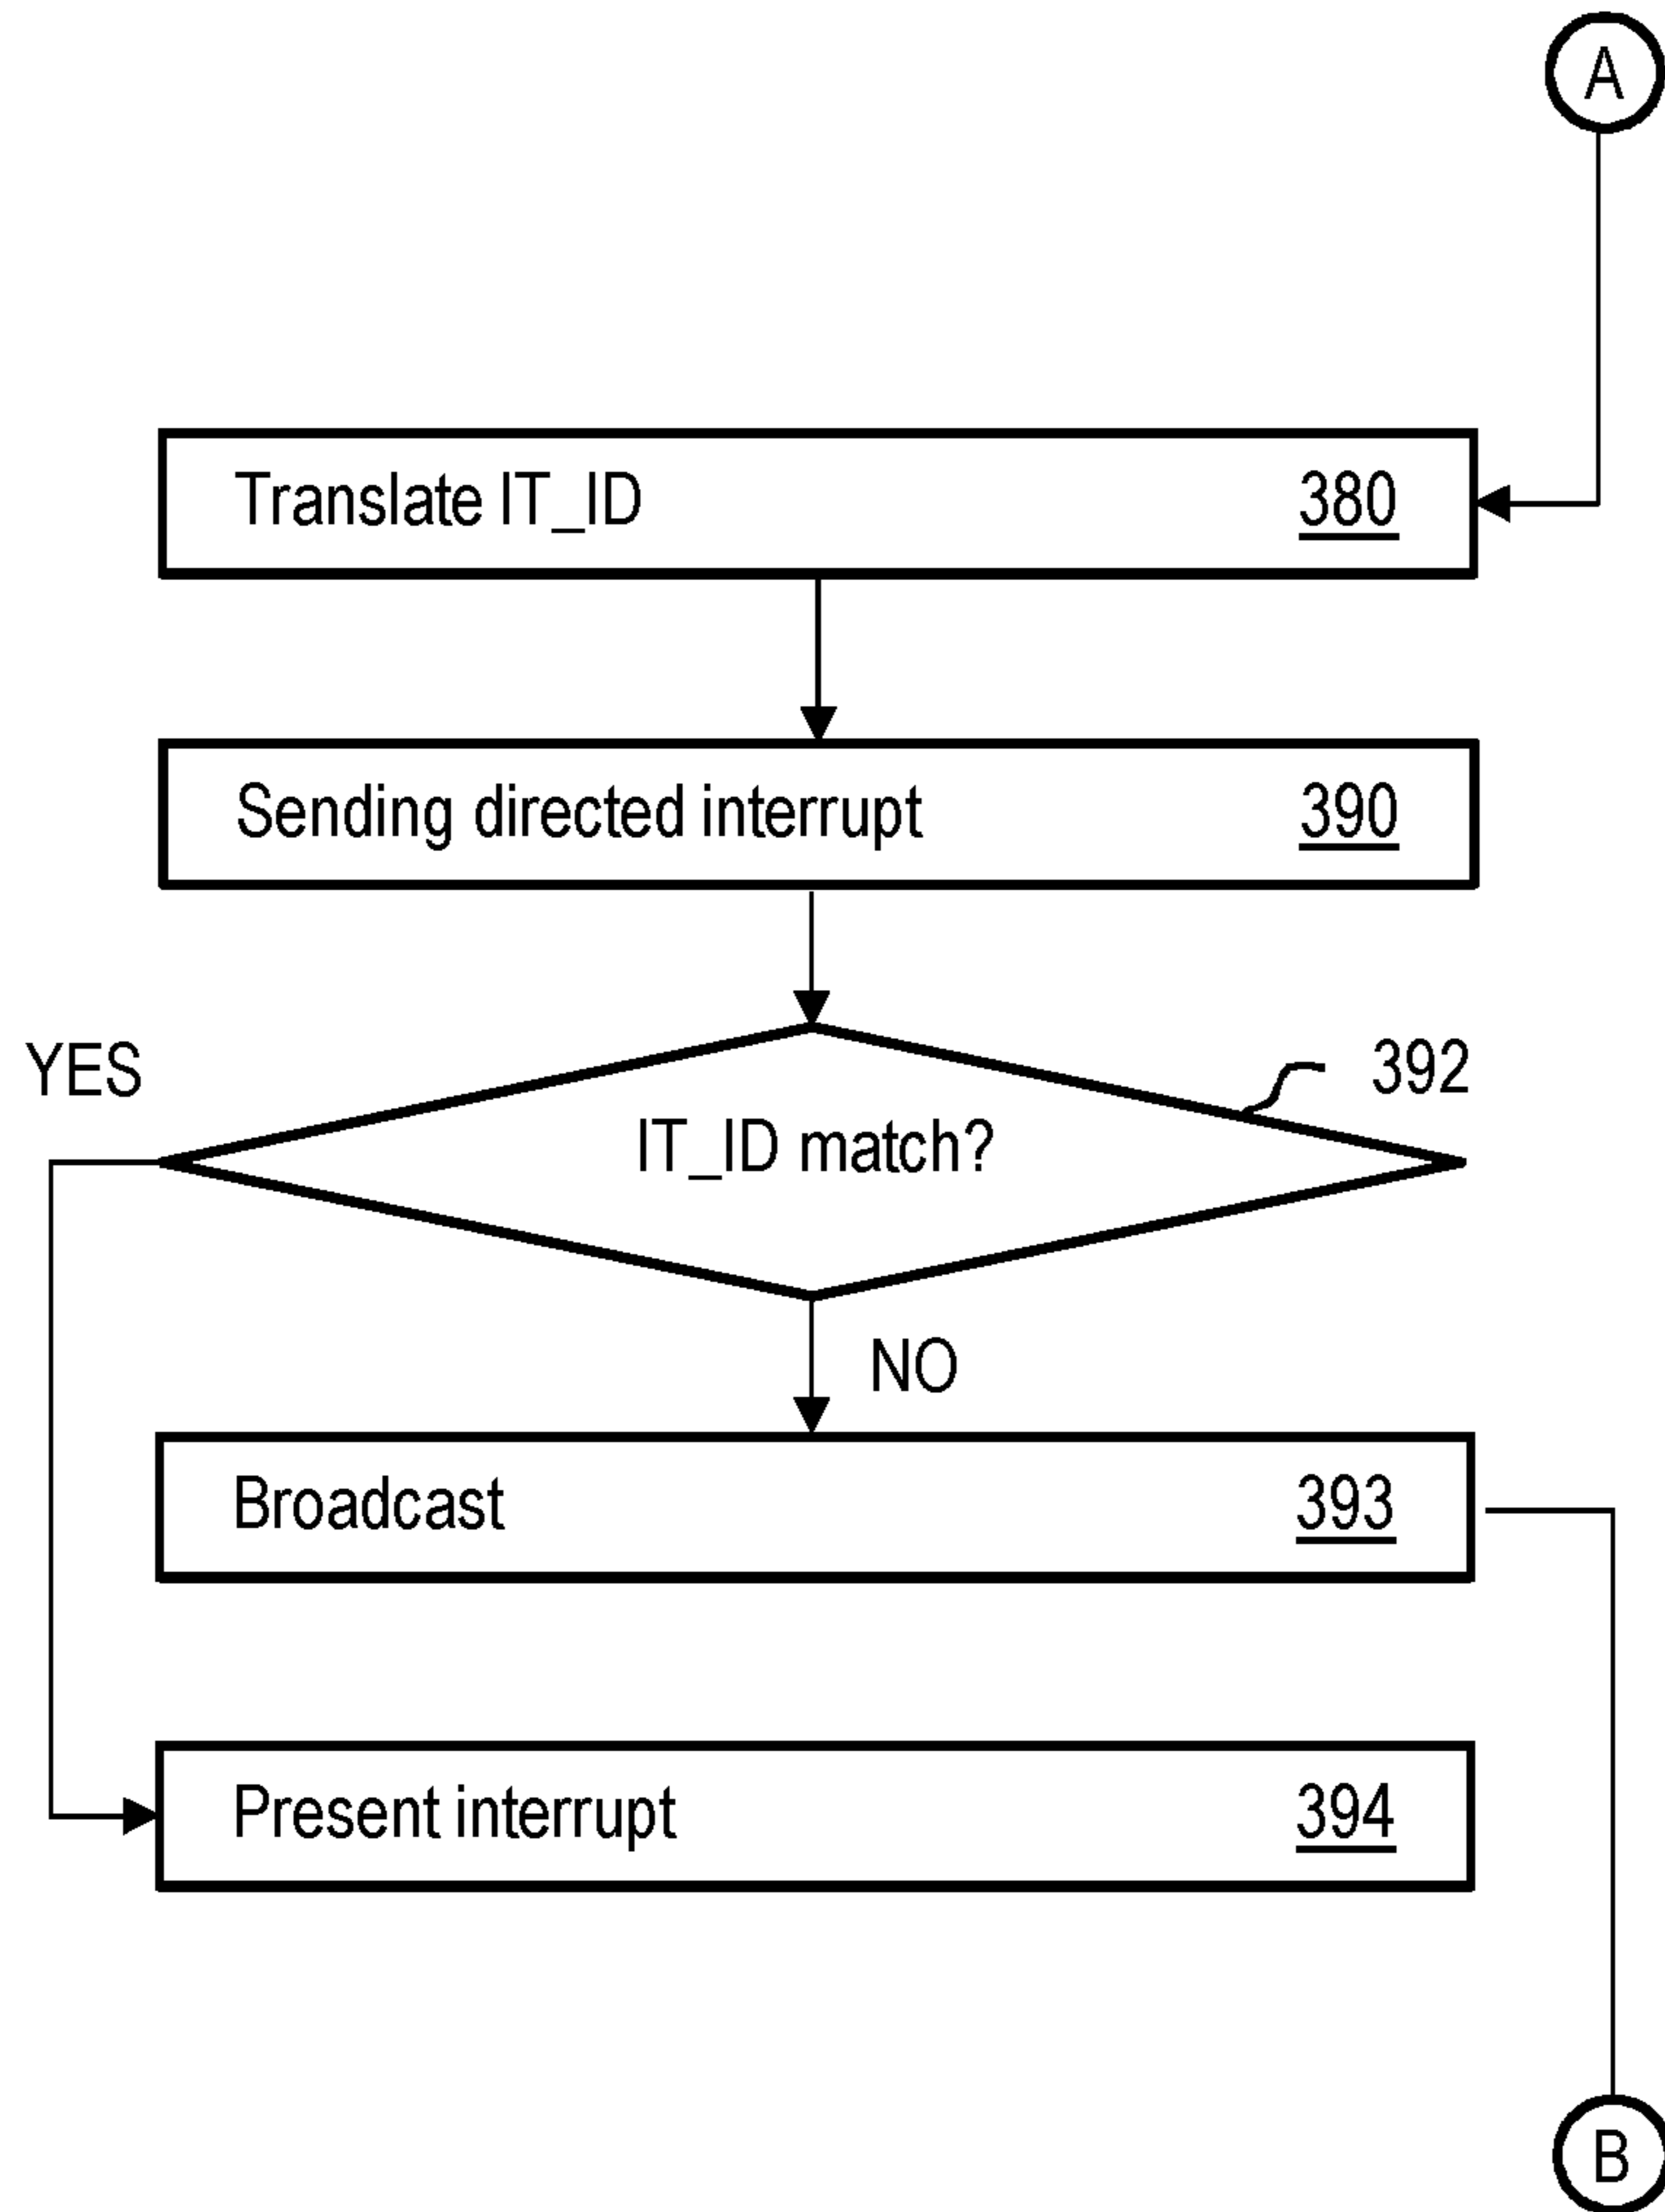 A
Translate IT_ID 380
Sending directed interrupt 390
YES
392
IT_ID match?
NO
Broadcast 393
Present interrupt 394
B